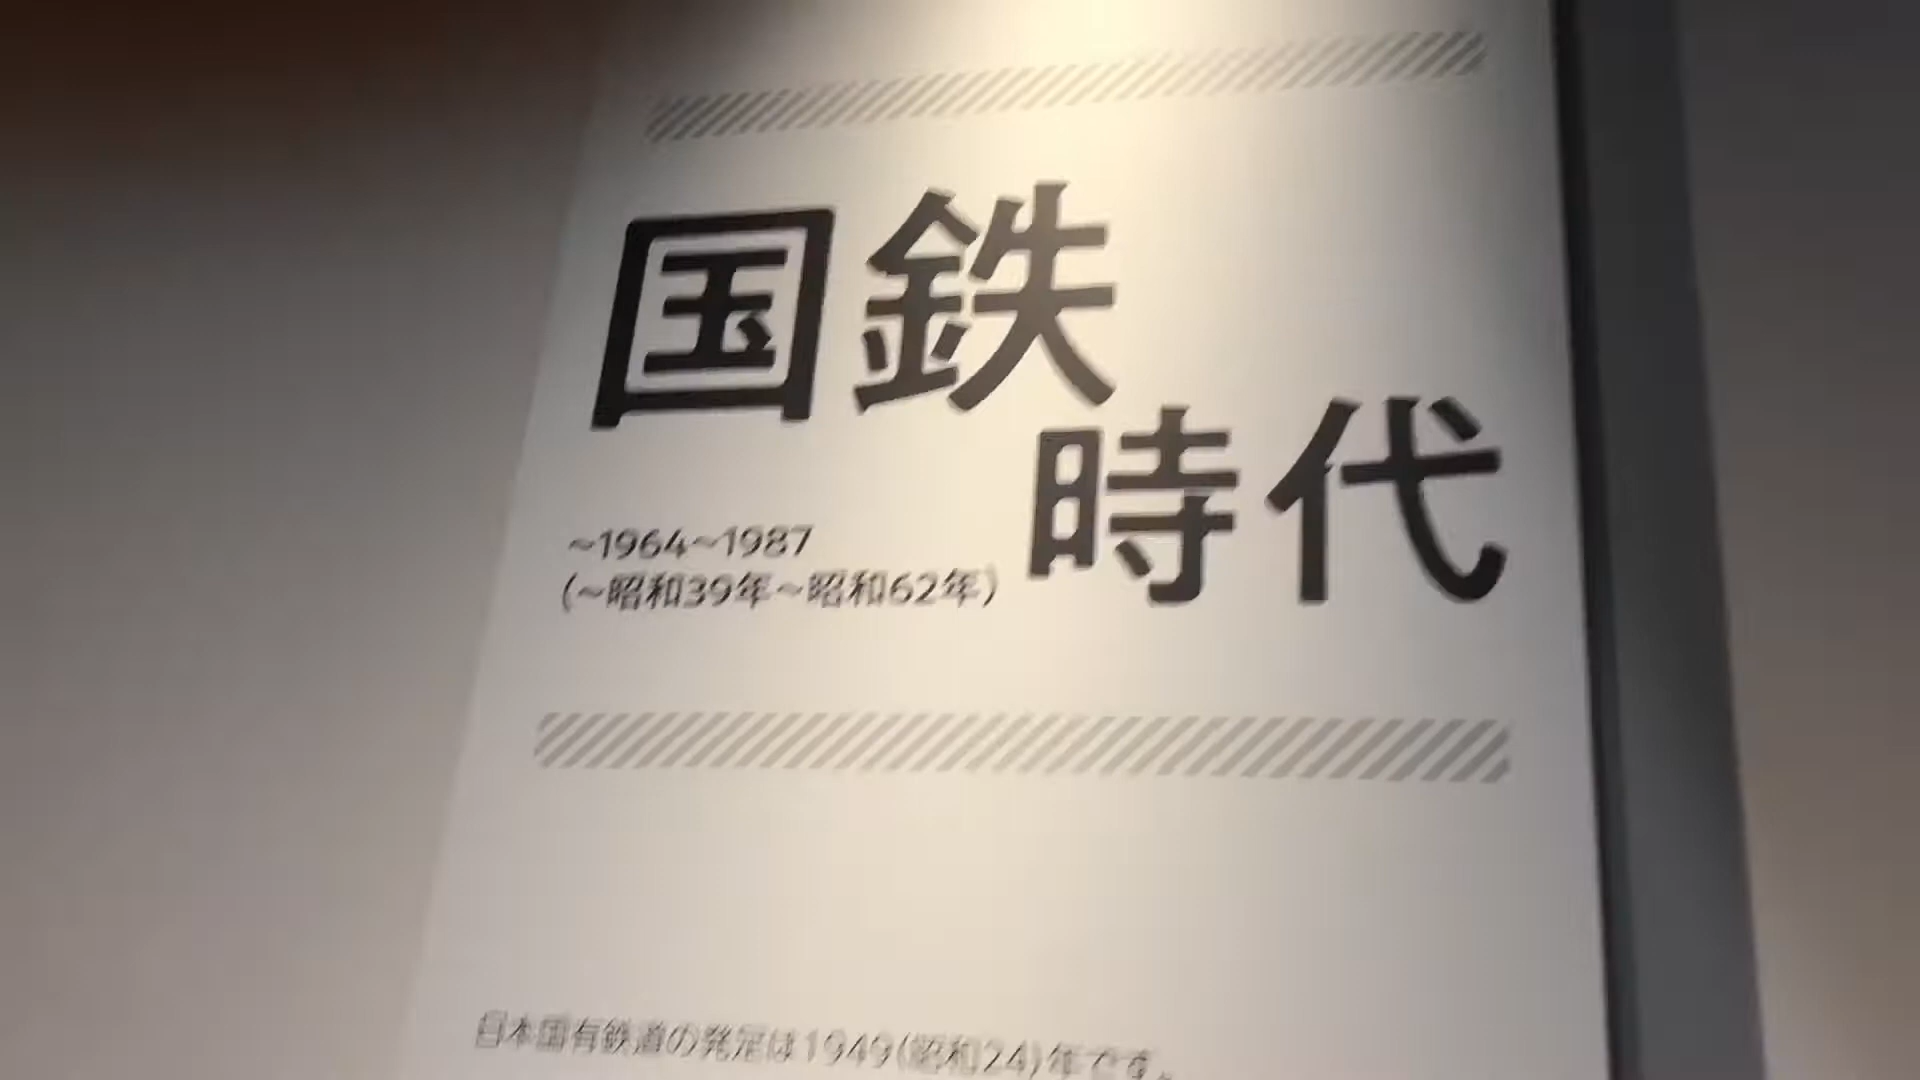 国鉄
時代
~1964~1987
(~昭和39年~昭和62年)
日本国有鉄道の発足は1949(昭和24)年です。